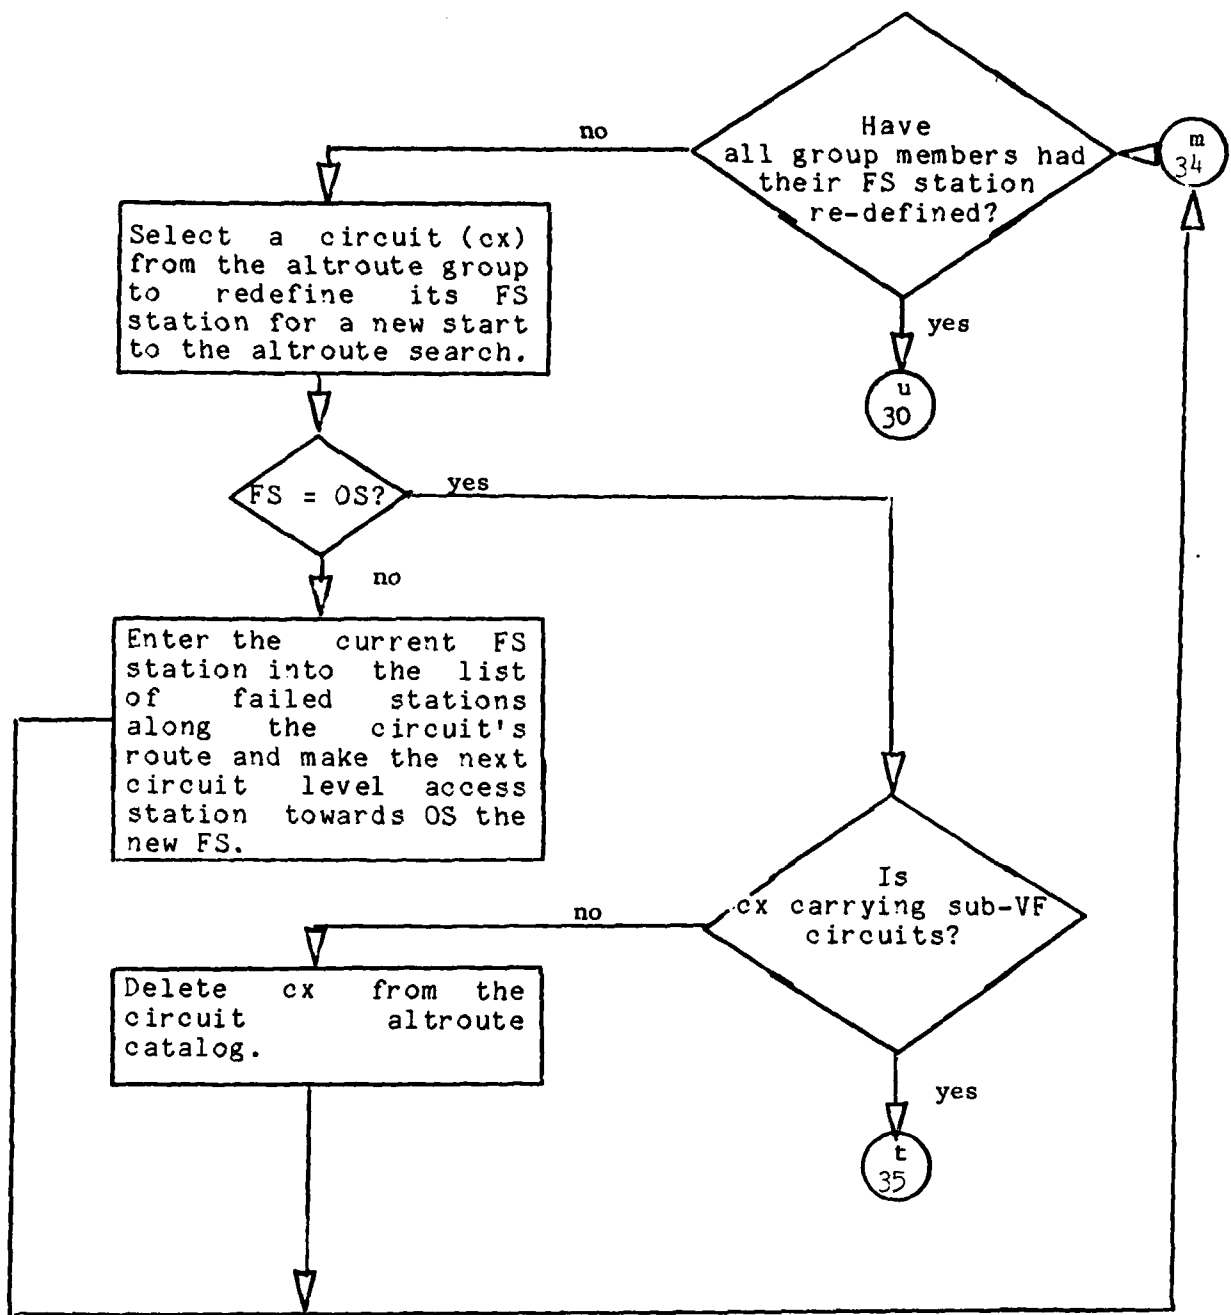 Have
all group members had
their FS station
re-defined?
m
34
no
yes
u
30
Select a circuit (cx)
from the altroute group
to redefine its FS
station for a new start
to the altroute search.
FS = OS?
yes
no
Enter the current FS
station into the list
of failed stations
along the circuit's
route and make the next
circuit level access
station towards OS the
new FS.
Is
cx carrying sub-VF
circuits?
no
yes
t
35
Delete cx from the
circuit altroute
catalog.